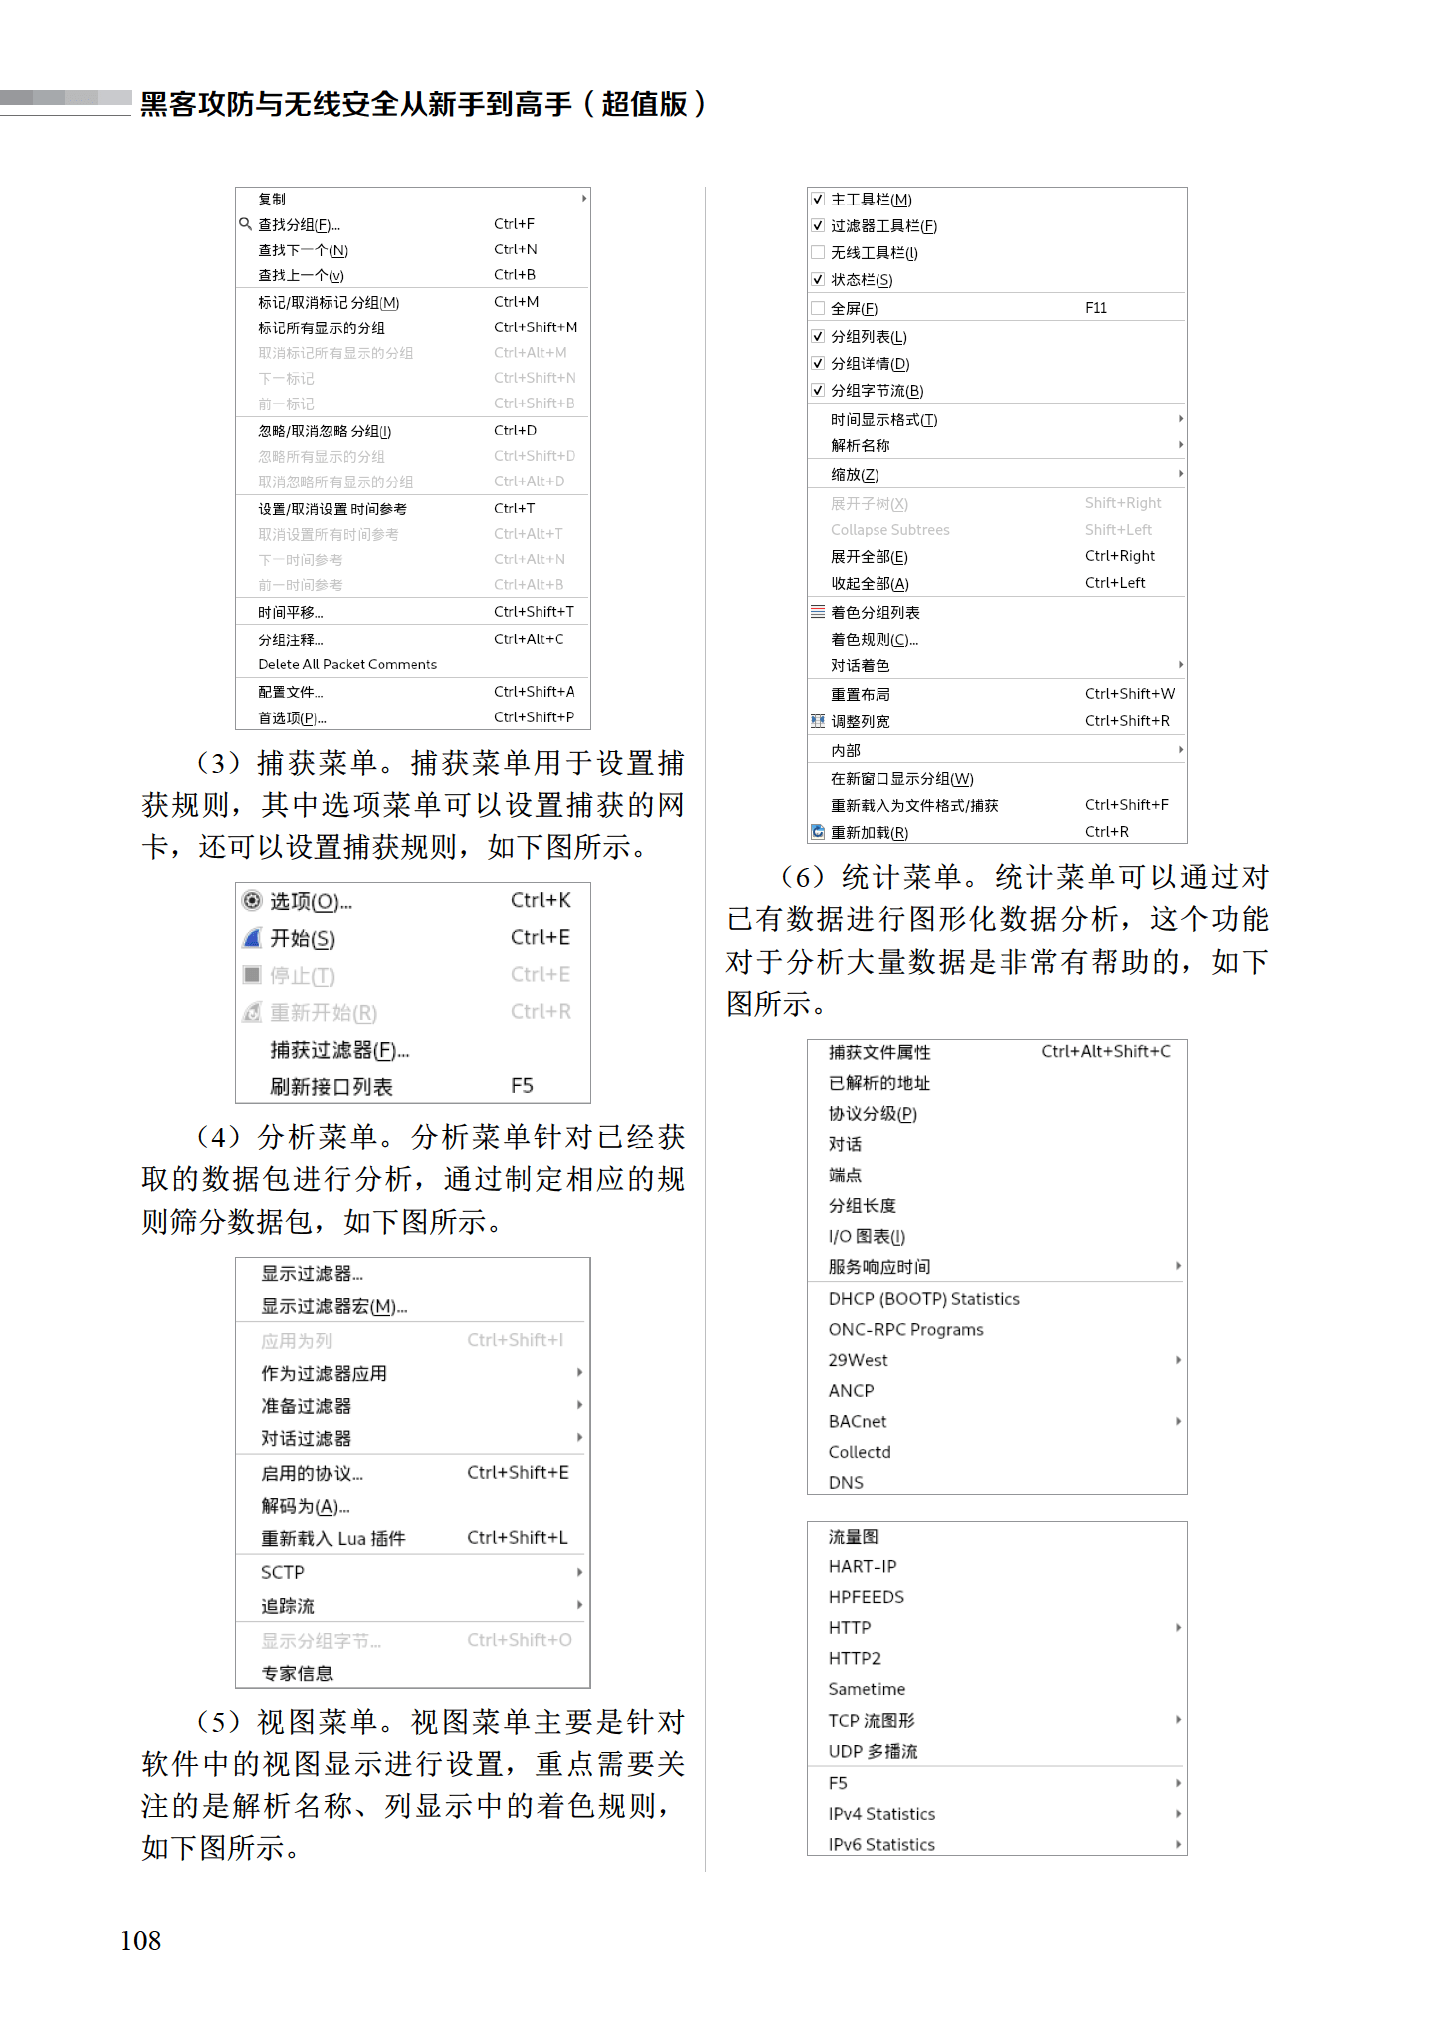 黑客攻防与无线安全从新手到高手（超值版）
复制
查找分组(F)... Ctrl+F
查找下一个(N) Ctrl+N
查找上一个(v) Ctrl+B
标记/取消标记 分组(M) Ctrl+M
标记所有显示的分组 Ctrl+Shift+M
取消标记所有显示的分组 Ctrl+Alt+M
下一标记 Ctrl+Shift+N
前一标记 Ctrl+Shift+B
忽略/取消忽略 分组(I) Ctrl+D
忽略所有显示的分组 Ctrl+Shift+D
取消忽略所有显示的分组 Ctrl+Alt+D
设置/取消设置 时间参考 Ctrl+T
取消设置所有时间参考 Ctrl+Alt+T
下一时间参考 Ctrl+Alt+N
前一时间参考 Ctrl+Alt+B
时间平移... Ctrl+Shift+T
分组注释... Ctrl+Alt+C
Delete All Packet Comments
配置文件... Ctrl+Shift+A
首选项(P)... Ctrl+Shift+P
（3）捕获菜单。捕获菜单用于设置捕
获规则，其中选项菜单可以设置捕获的网
卡，还可以设置捕获规则，如下图所示。
选项(O)... Ctrl+K
开始(S) Ctrl+E
停止(T) Ctrl+E
重新开始(R) Ctrl+R
捕获过滤器(F)...
刷新接口列表 F5
（4）分析菜单。分析菜单针对已经获
取的数据包进行分析，通过制定相应的规
则筛分数据包，如下图所示。
显示过滤器...
显示过滤器宏(M)...
应用为列 Ctrl+Shift+I
作为过滤器应用
准备过滤器
对话过滤器
启用的协议... Ctrl+Shift+E
解码为(A)...
重新载入 Lua 插件 Ctrl+Shift+L
SCTP
追踪流
显示分组字节... Ctrl+Shift+O
专家信息
（5）视图菜单。视图菜单主要是针对
软件中的视图显示进行设置，重点需要关
注的是解析名称、列显示中的着色规则，
如下图所示。
主工具栏(M)
过滤器工具栏(F)
无线工具栏(l)
状态栏(S)
全屏(F) F11
分组列表(L)
分组详情(D)
分组字节流(B)
时间显示格式(T)
解析名称
缩放(Z)
展开子树(X) Shift+Right
Collapse Subtrees Shift+Left
展开全部(E) Ctrl+Right
收起全部(A) Ctrl+Left
着色分组列表
着色规则(C)...
对话着色
重置布局 Ctrl+Shift+W
调整列宽 Ctrl+Shift+R
内部
在新窗口显示分组(W)
重新载入为文件格式/捕获 Ctrl+Shift+F
重新加载(R) Ctrl+R
（6）统计菜单。统计菜单可以通过对
已有数据进行图形化数据分析，这个功能
对于分析大量数据是非常有帮助的，如下
图所示。
捕获文件属性 Ctrl+Alt+Shift+C
已解析的地址
协议分级(P)
对话
端点
分组长度
I/O 图表(I)
服务响应时间
DHCP (BOOTP) Statistics
ONC-RPC Programs
29West
ANCP
BACnet
Collectd
DNS
流量图
HART-IP
HPFEEDS
HTTP
HTTP2
Sametime
TCP 流图形
UDP 多播流
F5
IPv4 Statistics
IPv6 Statistics
108